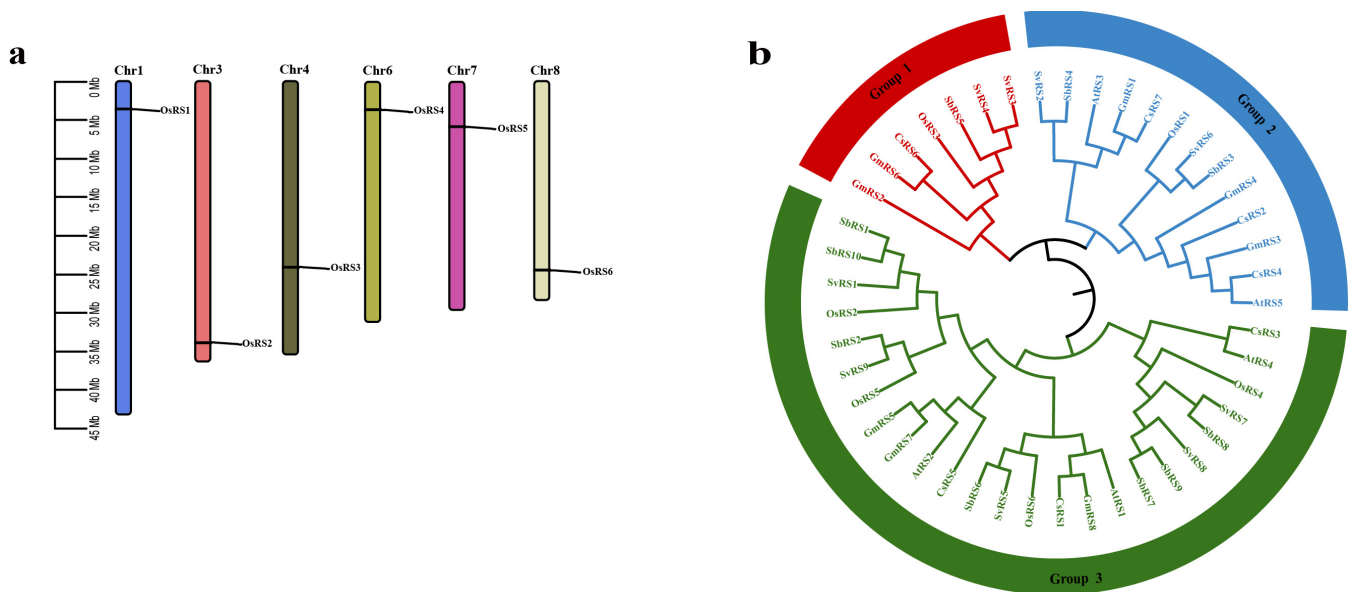 a
Chr1
Chr3
Chr4
Chr6
Chr7
Chr8
0 Mb
5 Mb
10 Mb
15 Mb
20 Mb
25 Mb
30 Mb
35 Mb
40 Mb
45 Mb
OsRS1
OsRS2
OsRS3
OsRS4
OsRS5
OsRS6
b
Group 1
Group 2
Group 3
GmRS2
GmRS6
CsRS6
OsRS3
SbRS5
SvRS4
SvRS3
SvRS2
SbRS4
AtRS3
GmRS1
CsRS7
OsRS1
SvRS6
SbRS3
GmRS4
CsRS2
GmRS3
CsRS4
AtRS5
CsRS3
AtRS4
OsRS4
SvRS7
SbRS8
SvRS8
SbRS9
SbRS7
AtRS1
GmRS8
CsRS1
OsRS6
SvRS5
SbRS6
CsRS5
AtRS2
GmRS7
GmRS5
OsRS5
SvRS9
SbRS2
OsRS2
SvRS1
SbRS10
SbRS1